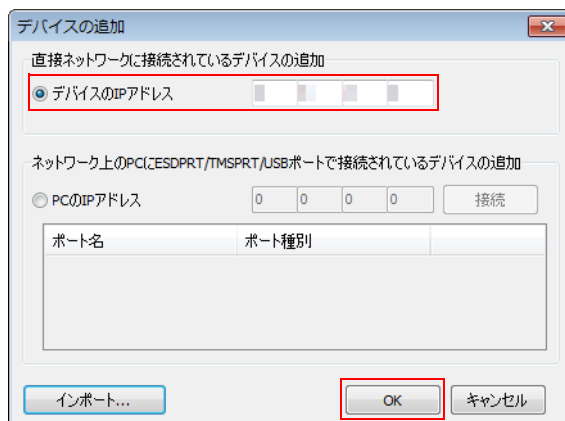 デバイスの追加
直接ネットワークに接続されているデバイスの追加
デバイスのIPアドレス
ネットワーク上のPCにESDPRT/TMSPRT/USBポートで接続されているデバイスの追加
PCのIPアドレス 0 0 0 0 接続
ポート名 ポート種別
インポート... OK キャンセル